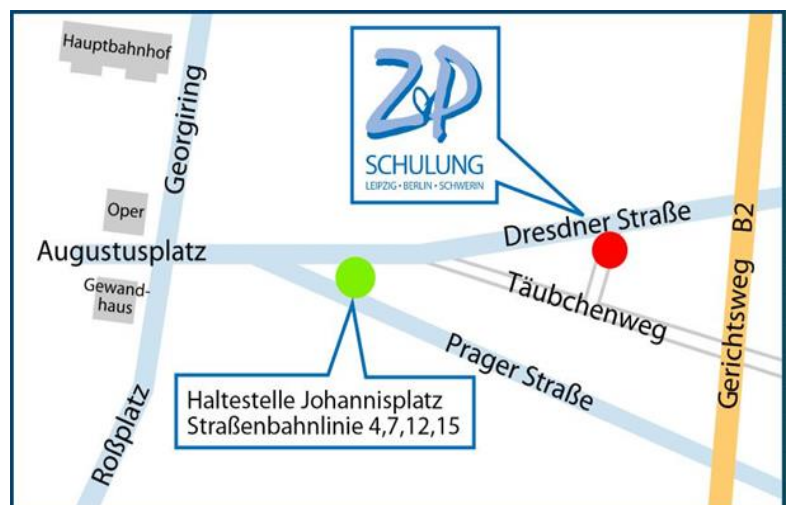 Hauptbahnhof
Georgiring
Z&P
SCHULUNG
LEIPZIG • BERLIN • SCHWERIN
Oper
Augustusplatz
Gewand-
haus
Dresdner Straße
Täubchenweg
Prager Straße
Gerichtsweg B2
Roßplatz
Haltestelle Johannisplatz
Straßenbahnlinie 4,7,12,15